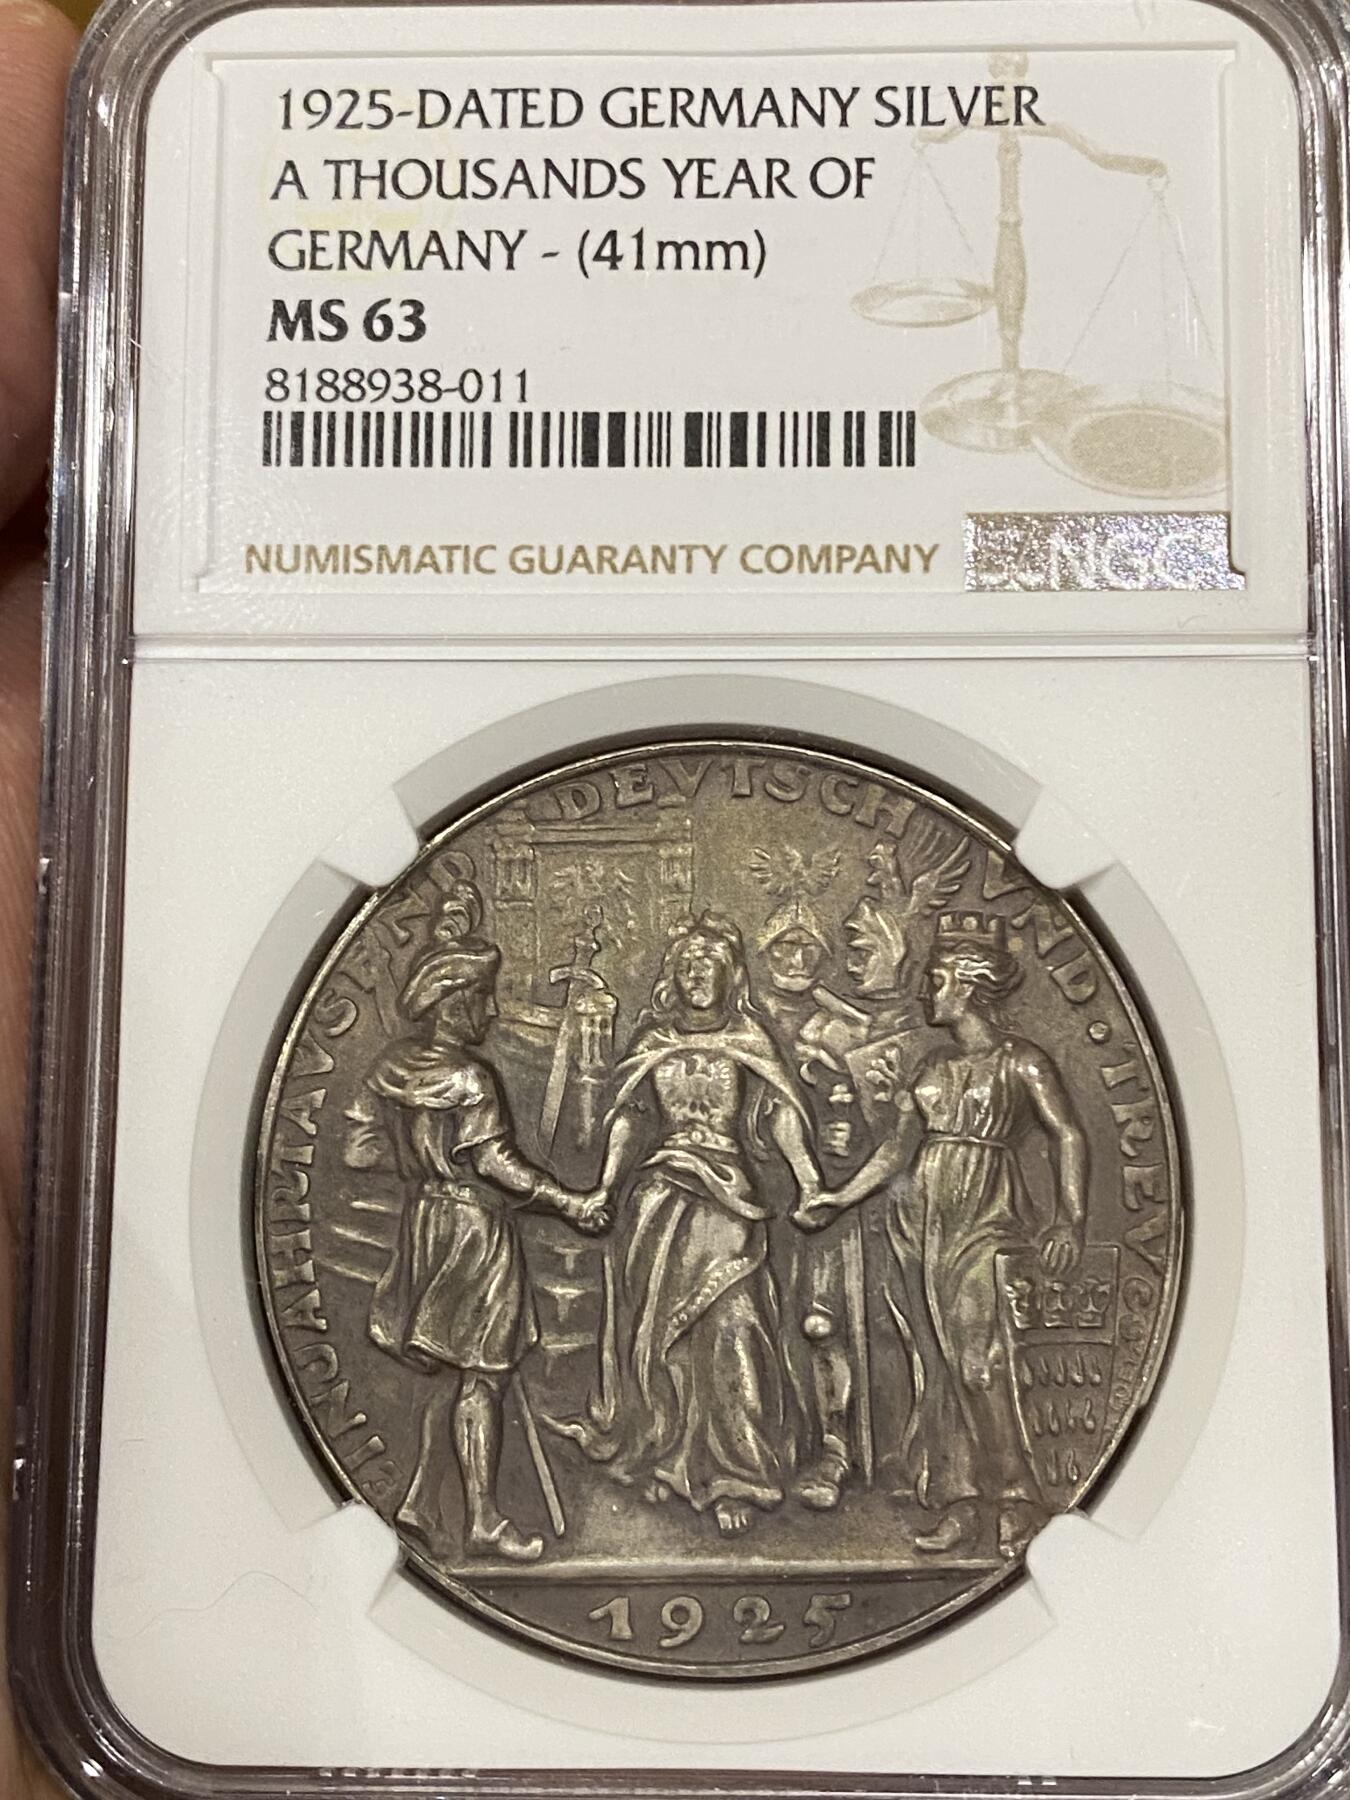 1925-DATED GERMANY SILVER
A THOUSANDS YEAR OF
GERMANY - (41mm)
MS 63
8188938-011
NUMISMATIC GUARANTY COMPANY
NGC
EIN JAHRTAVSEND DEVTSCH VND · TREV
1925